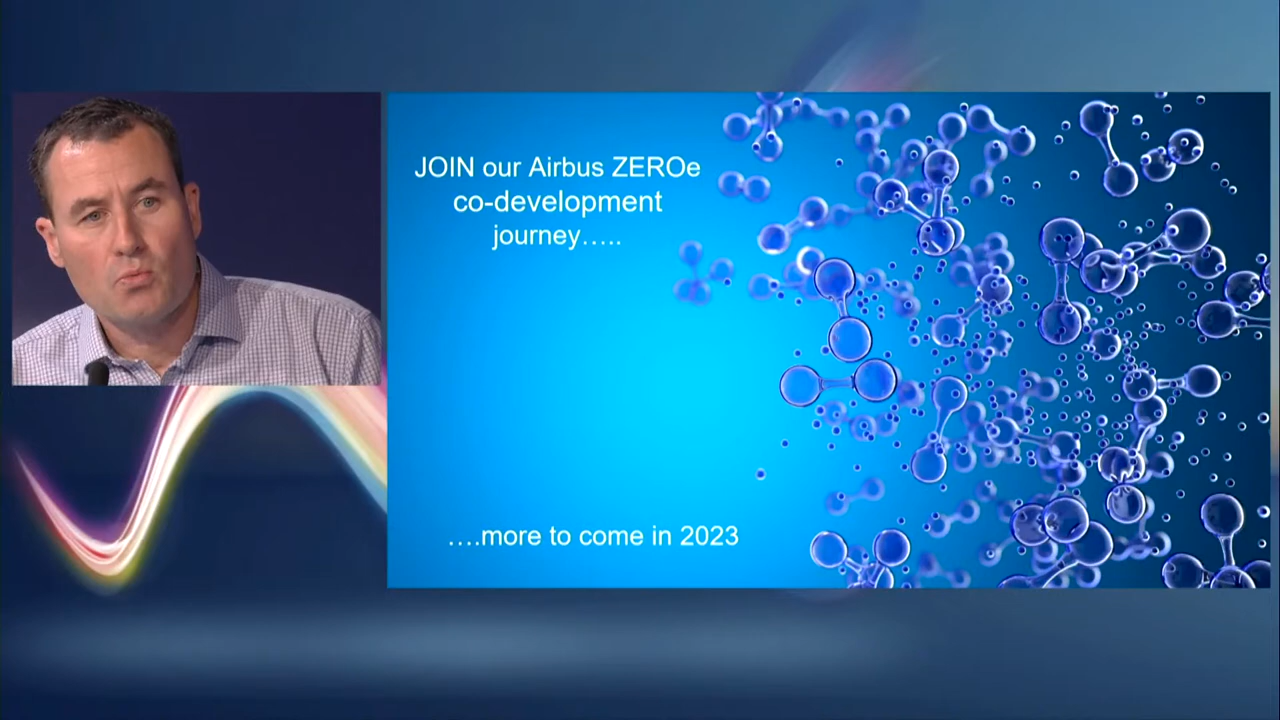 JOIN our Airbus ZEROe
co-development
journey…..
….more to come in 2023